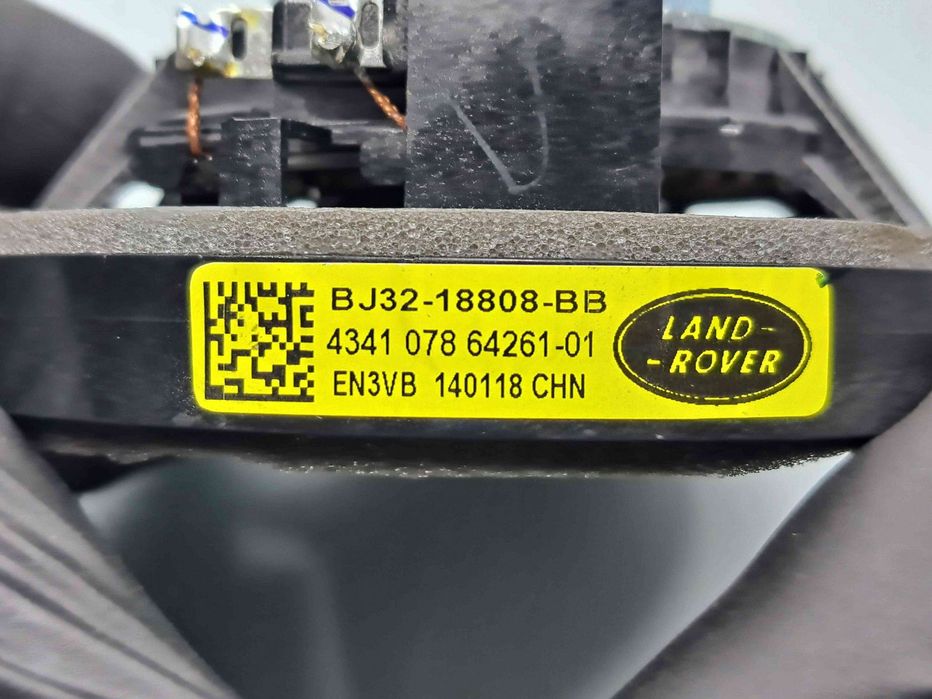 BJ32-18808-BB
4341 078 64261-01
EN3VB 140118 CHN
LAND-
-ROVER